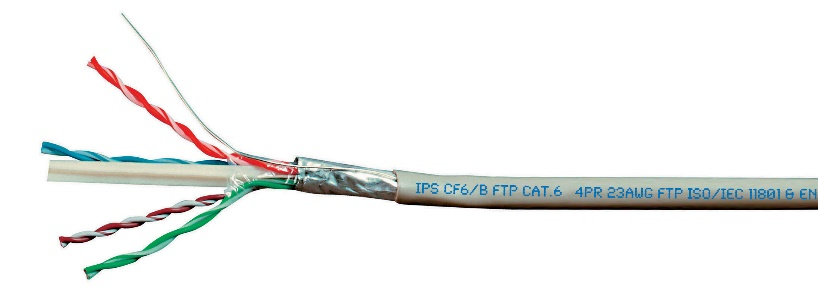 IPS CF6/B FTP CAT.6 4PR 23AWG FTP ISO/IEC 11801 & EN